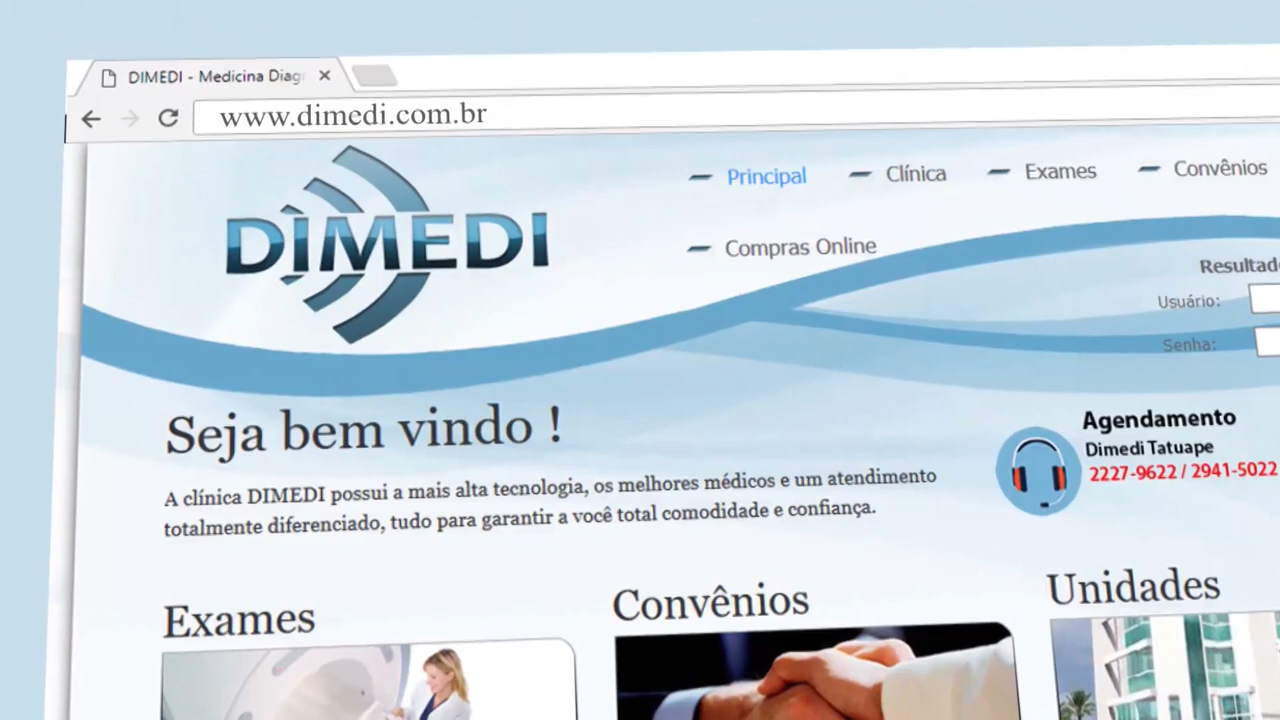 DIMEDI - Medicina Diag
www.dimedi.com.br
DIMEDI
Principal
Clínica
Exames
Convênios
Compras Online
Resultad
Usuário:
Senha:
Seja bem vindo !
A clínica DIMEDI possui a mais alta tecnologia, os melhores médicos e um atendimento
totalmente diferenciado, tudo para garantir a você total comodidade e confiança.
Agendamento
Dimedi Tatuape
2227-9622 / 2941-5022
Exames
Convênios
Unidades